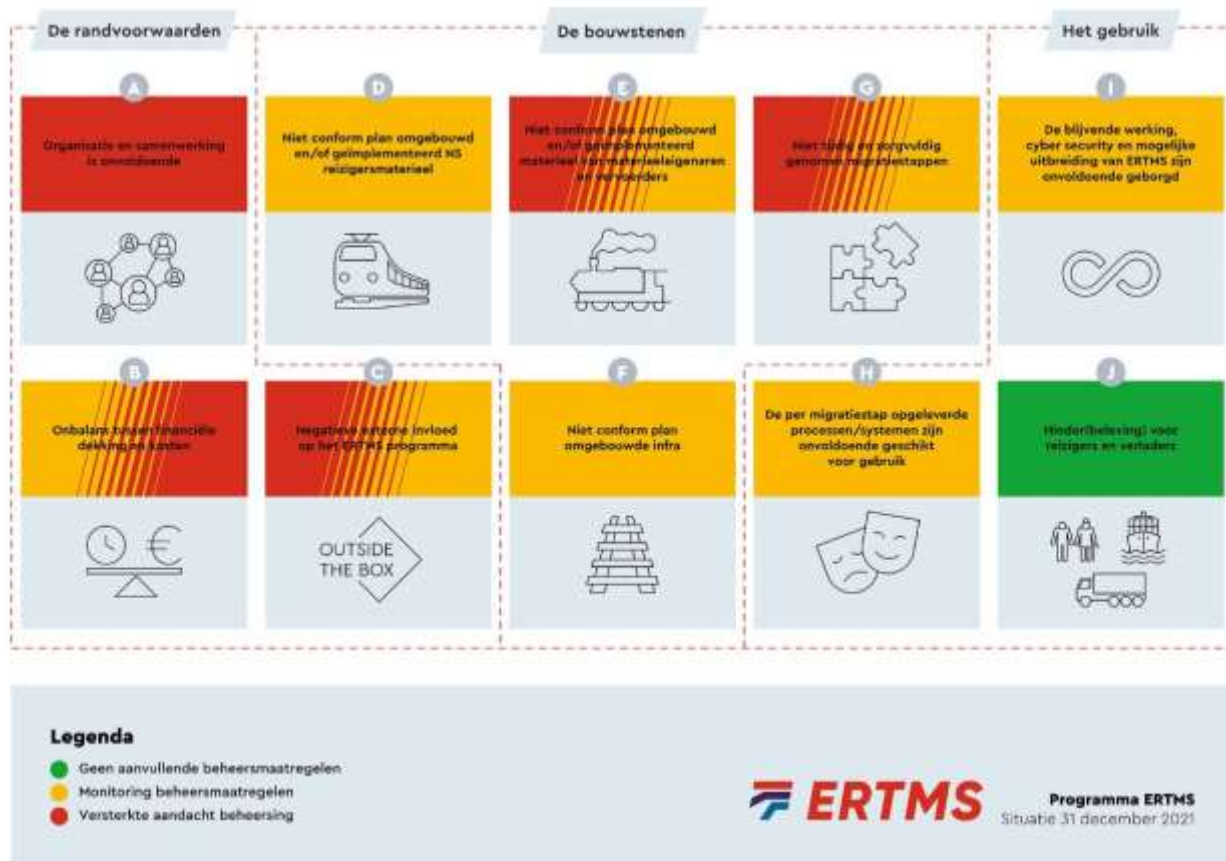 De randvoorwaarden
De bouwstenen
Het gebruik
A
Organisatie en samenwerking
is onvoldoende
D
Niet conform plan omgebouwd
en/of geïmplementeerd NS
reizigersmaterieel
E
Niet conform plan omgebouwd
en/of geïmplementeerd
materieel van materieeleigenaren
en vervoerders
G
Niet tijdig en zorgvuldig
genomen migratiestappen
I
De blijvende werking,
cyber security en mogelijke
uitbreiding van ERTMS zijn
onvoldoende geborgd
B
Onbalans tussen financiële
dekking en kosten
C
Negatieve externe invloed
op het ERTMS programma
F
Niet conform plan
omgebouwde infra
H
De per migratiestap opgeleverde
processen/systemen zijn
onvoldoende geschikt
voor gebruik
J
Hinder(beleving) voor
reizigers en verladers
OUTSIDE
THE BOX
Legenda
Geen aanvullende beheersmaatregelen
Monitoring beheersmaatregelen
Versterkte aandacht beheersing
ERTMS
Programma ERTMS
Situatie 31 december 2021